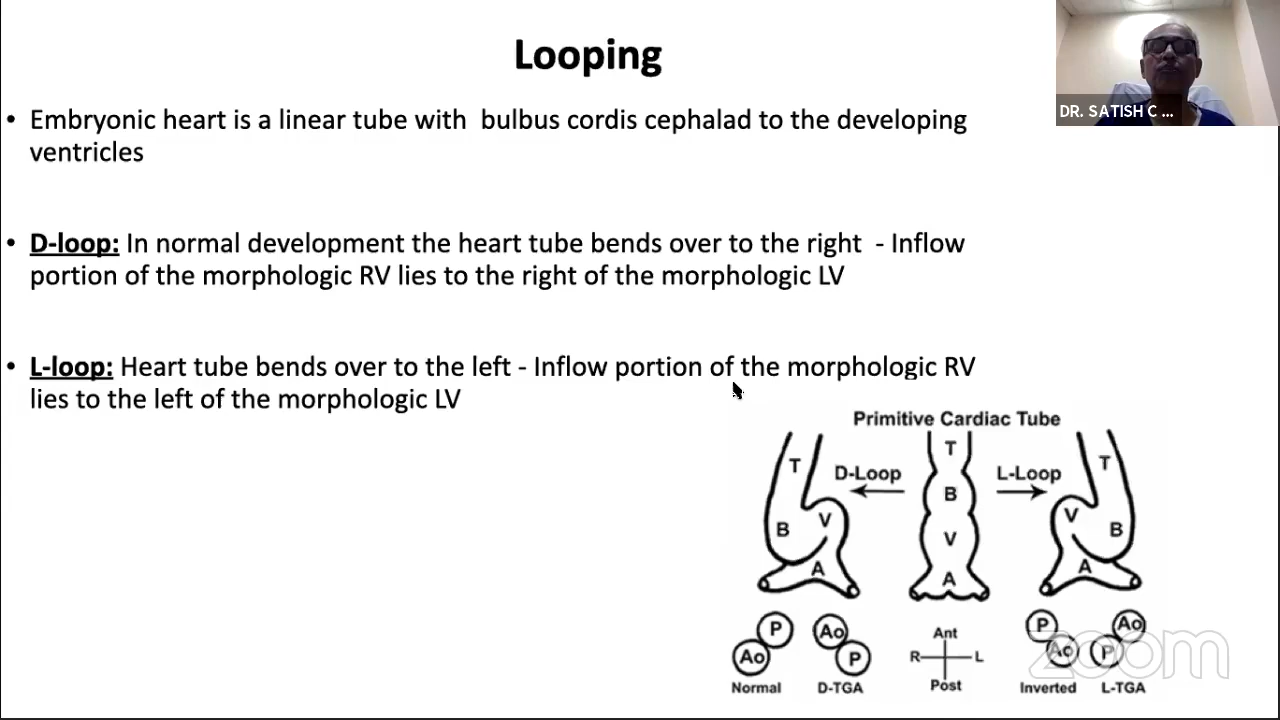 Looping
DR. SATISH C ...
• Embryonic heart is a linear tube with bulbus cordis cephalad to the developing
ventricles
• D-loop: In normal development the heart tube bends over to the right - Inflow
portion of the morphologic RV lies to the right of the morphologic LV
• L-loop: Heart tube bends over to the left - Inflow portion of the morphologic RV
lies to the left of the morphologic LV
Primitive Cardiac Tube
T T T
D-Loop L-Loop
B
V V
B B
V
A A
A
P Ao Ant P Ao
Ao P R L Ao P
Normal D-TGA Post Inverted L-TGA
zoom